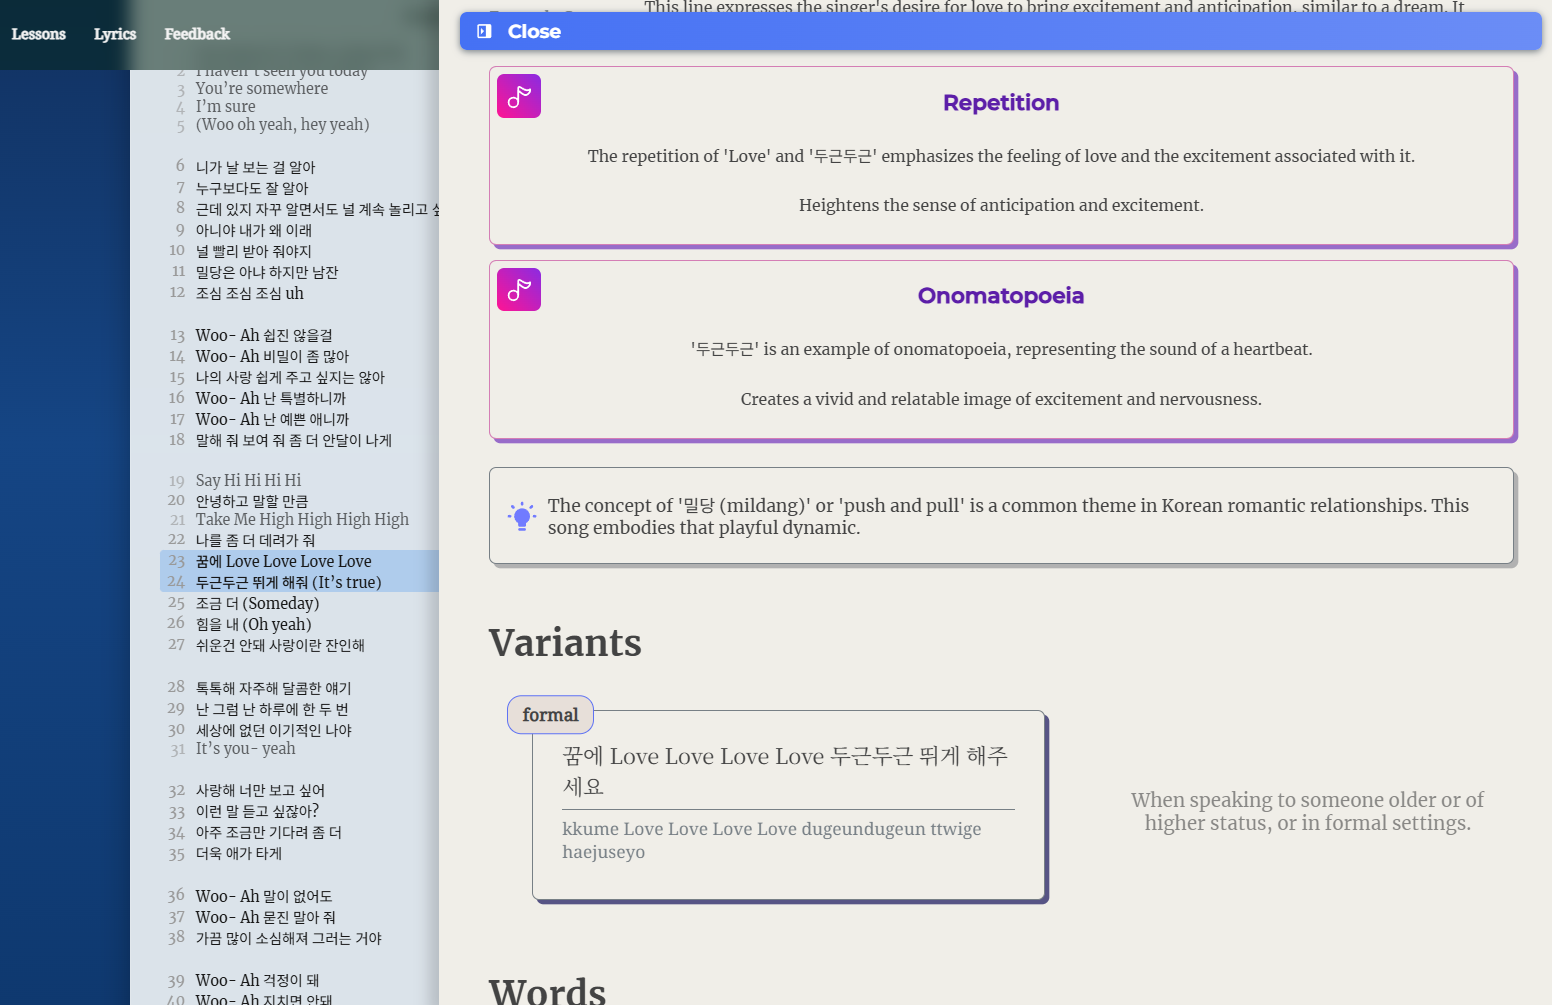 Lessons
Lyrics
Feedback
2 I haven't seen you today
3 You're somewhere
4 I'm sure
5 (Woo oh yeah, hey yeah)
6 니가 날 보는 걸 알아
7 누구보다도 잘 알아
8 근데 있지 자꾸 알면서도 널 계속 놀리고
9 아니야 내가 왜 이래
10 널 빨리 받아 줘야지
11 밀당은 아냐 하지만 남잔
12 조심 조심 조심 uh
13 Woo- Ah 쉽진 않을걸
14 Woo- Ah 비밀이 좀 많아
15 나의 사랑 쉽게 주고 싶지는 않아
16 Woo- Ah 난 특별하니까
17 Woo- Ah 난 예쁜 애니까
18 말해 줘 보여 줘 좀 더 안달이 나게
19 Say Hi Hi Hi Hi
20 안녕하고 말할 만큼
21 Take Me High High High High
22 나를 좀 더 데려가 줘
23 꿈에 Love Love Love Love
24 두근두근 뛰게 해줘 (It's true)
25 조금 더 (Someday)
26 힘을 내 (Oh yeah)
27 쉬운건 안돼 사랑이란 잔인해
28 톡톡해 자주해 달콤한 얘기
29 난 그럼 난 하루에 한 두 번
30 세상에 없던 이기적인 나야
31 It's you- yeah
32 사랑해 너만 보고 싶어
33 이런 말 듣고 싶잖아?
34 아주 조금만 기다려 좀 더
35 더욱 애가 타게
36 Woo- Ah 말이 없어도
37 Woo- Ah 묻진 말아 줘
38 가끔 많이 소심해져 그러는 거야
39 Woo- Ah 걱정이 돼
40 Woo- Ah 지치면 안돼
This line expresses the singer's desire for love to bring excitement and anticipation, similar to a dream. It
Close
Repetition
The repetition of 'Love' and '두근두근' emphasizes the feeling of love and the excitement associated with it.
Heightens the sense of anticipation and excitement.
Onomatopoeia
'두근두근' is an example of onomatopoeia, representing the sound of a heartbeat.
Creates a vivid and relatable image of excitement and nervousness.
The concept of '밀당 (mildang)' or 'push and pull' is a common theme in Korean romantic relationships. This
song embodies that playful dynamic.
Variants
formal
꿈에 Love Love Love Love 두근두근 뛰게 해주
세요
kkume Love Love Love Love dugeundugeun ttwige
haejuseyo
When speaking to someone older or of
higher status, or in formal settings.
Words